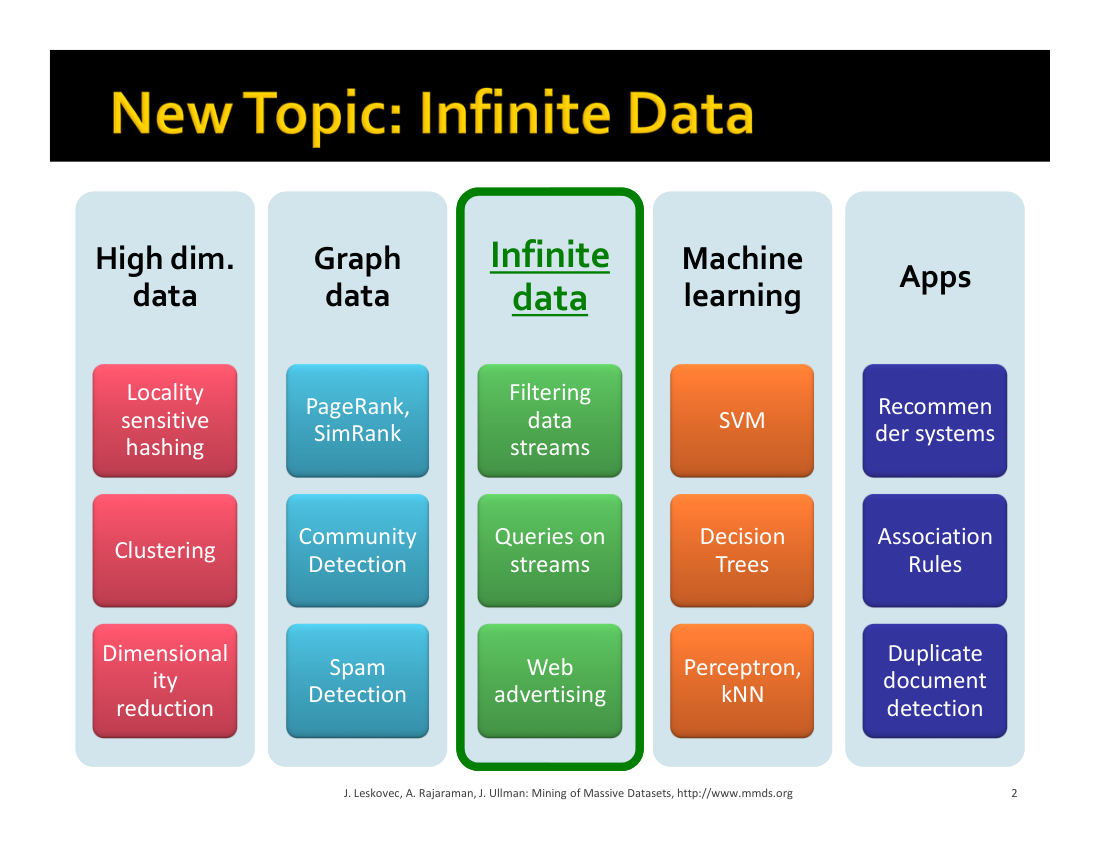 New Topic: Infinite Data
High dim.
data
Locality
sensitive
hashing
Clustering
Dimensional
ity
reduction
Graph
data
PageRank,
SimRank
Community
Detection
Spam
Detection
Infinite
data
Filtering
data
streams
Queries on
streams
Web
advertising
Machine
learning
SVM
Decision
Trees
Perceptron,
kNN
Apps
Recommen
der systems
Association
Rules
Duplicate
document
detection
J. Leskovec, A. Rajaraman, J. Ullman: Mining of Massive Datasets, http://www.mmds.org
2